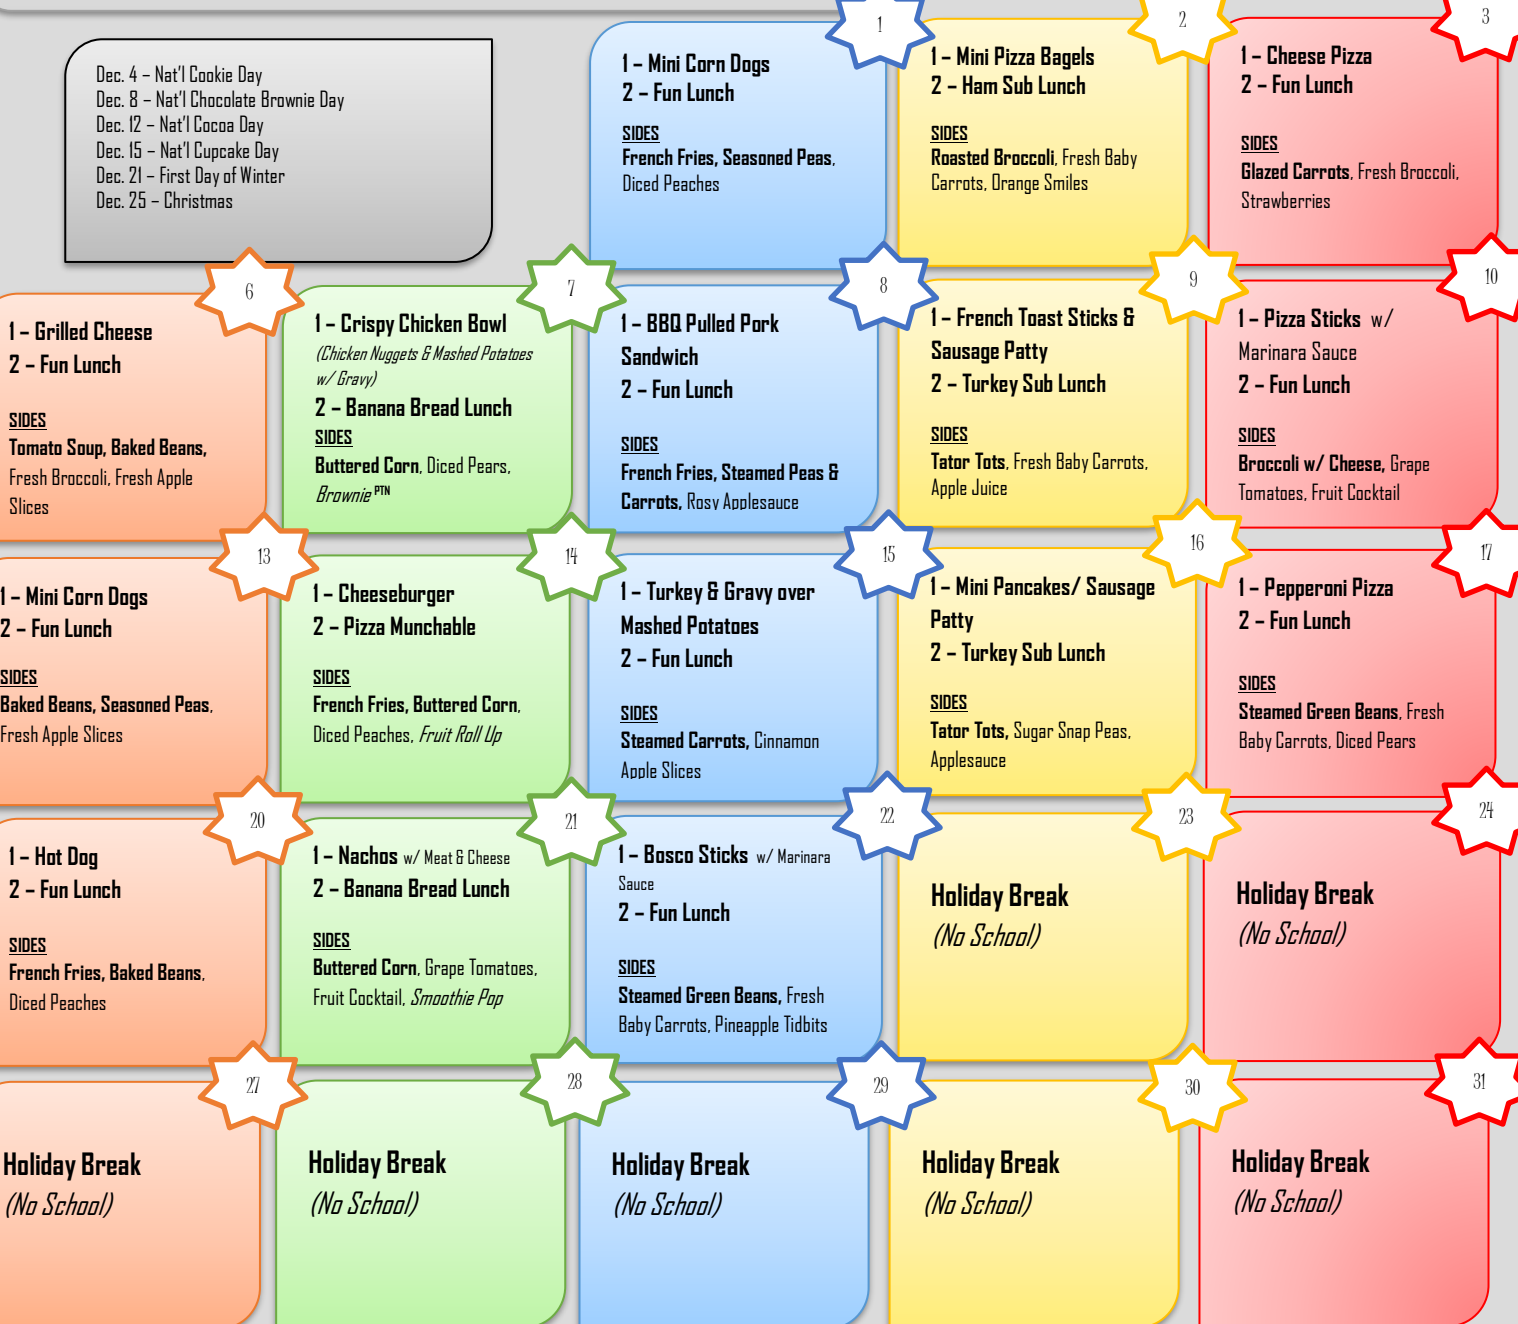 Dec. 4 – Nat'l Cookie Day
Dec. 8 – Nat'l Chocolate Brownie Day
Dec. 12 – Nat'l Cocoa Day
Dec. 15 – Nat'l Cupcake Day
Dec. 21 – First Day of Winter
Dec. 25 – Christmas
1
1 – Mini Corn Dogs
2 – Fun Lunch
SIDES
French Fries, Seasoned Peas,
Diced Peaches
2
1 – Mini Pizza Bagels
2 – Ham Sub Lunch
SIDES
Roasted Broccoli, Fresh Baby
Carrots, Orange Smiles
3
1 – Cheese Pizza
2 – Fun Lunch
SIDES
Glazed Carrots, Fresh Broccoli,
Strawberries
6
1 – Grilled Cheese
2 – Fun Lunch
SIDES
Tomato Soup, Baked Beans,
Fresh Broccoli, Fresh Apple
Slices
7
1 – Crispy Chicken Bowl
(Chicken Nuggets & Mashed Potatoes
w/ Gravy)
2 – Banana Bread Lunch
SIDES
Buttered Corn, Diced Pears,
Brownie PTN
8
1 – BBQ Pulled Pork
Sandwich
2 – Fun Lunch
SIDES
French Fries, Steamed Peas &
Carrots, Rosy Applesauce
9
1 – French Toast Sticks &
Sausage Patty
2 – Turkey Sub Lunch
SIDES
Tator Tots, Fresh Baby Carrots,
Apple Juice
10
1 – Pizza Sticks w/
Marinara Sauce
2 – Fun Lunch
SIDES
Broccoli w/ Cheese, Grape
Tomatoes, Fruit Cocktail
13
1 – Mini Corn Dogs
2 – Fun Lunch
SIDES
Baked Beans, Seasoned Peas,
Fresh Apple Slices
14
1 – Cheeseburger
2 – Pizza Munchable
SIDES
French Fries, Buttered Corn,
Diced Peaches, Fruit Roll Up
15
1 – Turkey & Gravy over
Mashed Potatoes
2 – Fun Lunch
SIDES
Steamed Carrots, Cinnamon
Apple Slices
16
1 – Mini Pancakes/ Sausage
Patty
2 – Turkey Sub Lunch
SIDES
Tator Tots, Sugar Snap Peas,
Applesauce
17
1 – Pepperoni Pizza
2 – Fun Lunch
SIDES
Steamed Green Beans, Fresh
Baby Carrots, Diced Pears
20
1 – Hot Dog
2 – Fun Lunch
SIDES
French Fries, Baked Beans,
Diced Peaches
21
1 – Nachos w/ Meat & Cheese
2 – Banana Bread Lunch
SIDES
Buttered Corn, Grape Tomatoes,
Fruit Cocktail, Smoothie Pop
22
1 – Bosco Sticks w/ Marinara
Sauce
2 – Fun Lunch
SIDES
Steamed Green Beans, Fresh
Baby Carrots, Pineapple Tidbits
23
Holiday Break
(No School)
24
Holiday Break
(No School)
27
Holiday Break
(No School)
28
Holiday Break
(No School)
29
Holiday Break
(No School)
30
Holiday Break
(No School)
31
Holiday Break
(No School)